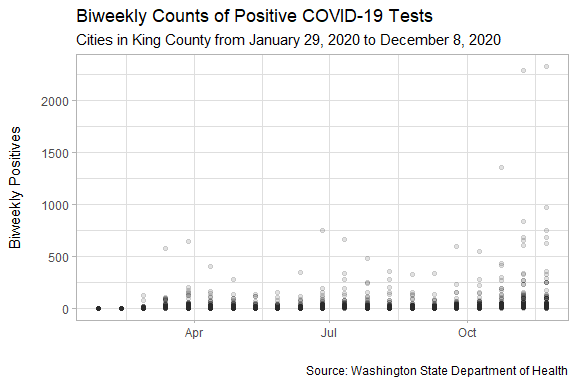 Biweekly Counts of Positive COVID-19 Tests
Cities in King County from January 29, 2020 to December 8, 2020
Biweekly Positives
2000
1500
1000
500
0
Apr
Jul
Oct
Source: Washington State Department of Health